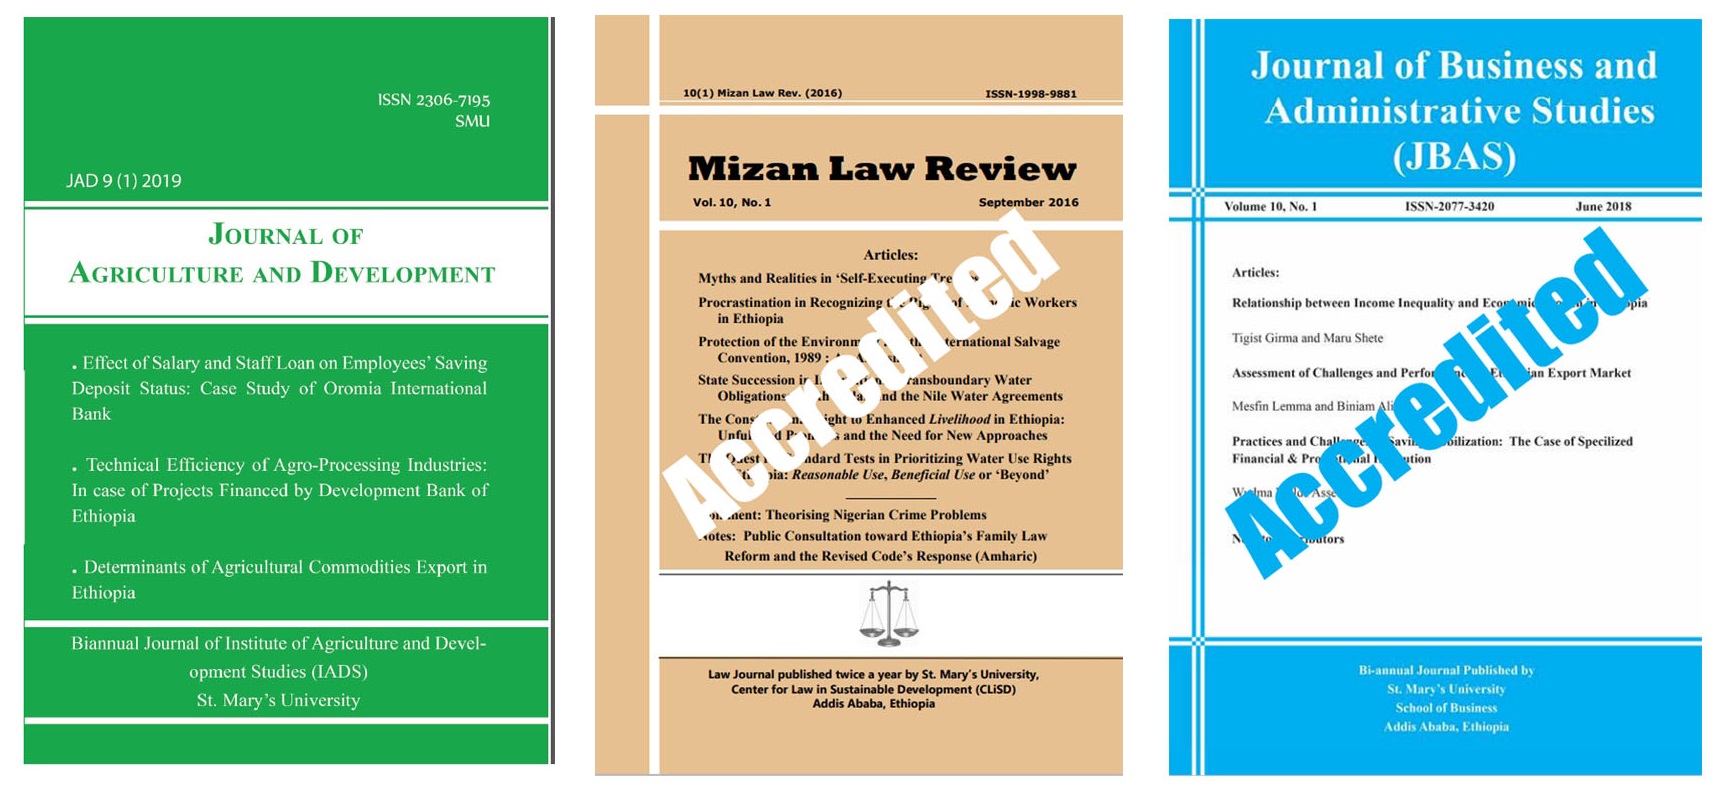 ISSN 2306-7195
SMU
JAD 9 (1) 2019
JOURNAL OF
AGRICULTURE AND DEVELOPMENT
. Effect of Salary and Staff Loan on Employees' Saving
Deposit Status: Case Study of Oromia International
Bank
. Technical Efficiency of Agro-Processing Industries:
In case of Projects Financed by Development Bank of
Ethiopia
. Determinants of Agricultural Commodities Export in
Ethiopia
Biannual Journal of Institute of Agriculture and Devel-
opment Studies (IADS)
St. Mary's University
10(1) Mizan Law Rev. (2016) ISSN-1998-9881
Mizan Law Review
Vol. 10, No. 1 September 2016
Articles:
Myths and Realities in ‘Self-Executing
Procrastination in Recognizing of Workers
in Ethiopia
Protection of the Salvage
Convention, 1989 :
State Succession Water
and the Nile Water Agreements
The to Enhanced Livelihood in Ethiopia:
and the Need for New Approaches
Tests in Prioritizing Water Use Rights
Reasonable Use, Beneficial Use or ‘Beyond’
Theorising Nigerian Crime Problems
Public Consultation toward Ethiopia's Family Law
Reform and the Revised Code's Response (Amharic)
Accredited
Law Journal published twice a year by St. Mary's University,
Center for Law in Sustainable Development (CLiSD)
Addis Ababa, Ethiopia
Journal of Business and
Administrative Studies
(JBAS)
Volume 10, No. 1 ISSN-2077-3420 June 2018
Articles:
Relationship between Income Inequality and
Tigist Girma and Maru Shete
Assessment of Challenges and Export Market
Mesfin Lemma and Biniam
Practices and The Case of Specilized
Financial &
Accredited
Bi-annual Journal Published by
St. Mary's University
School of Business
Addis Ababa, Ethiopia